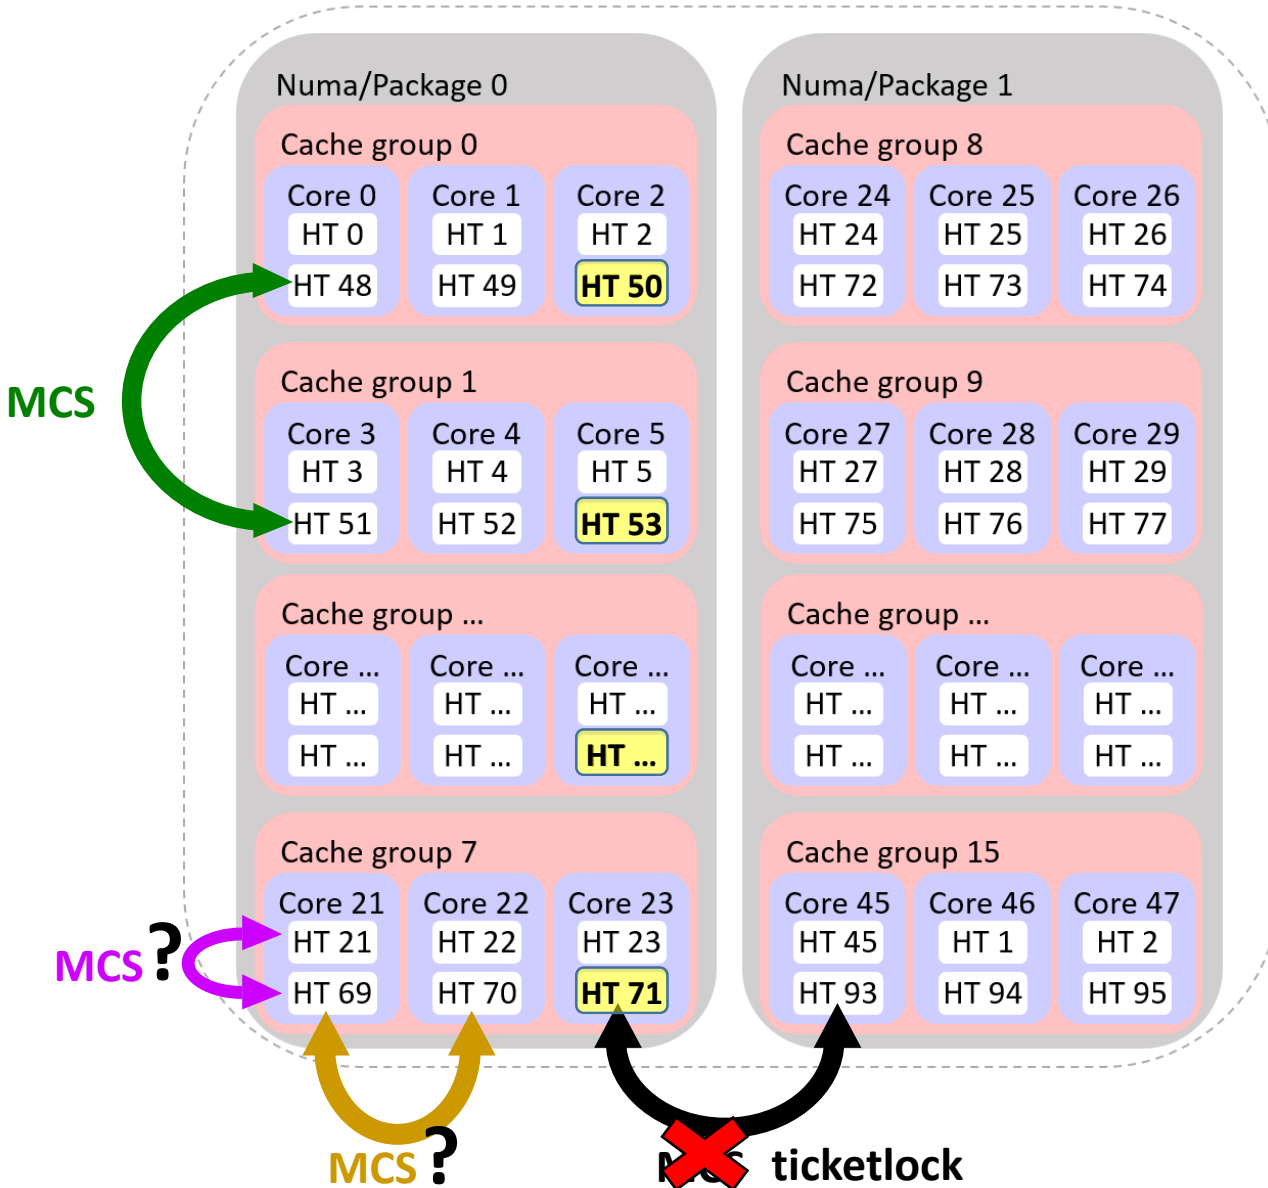 Numa/Package 0
Cache group 0
Core 0 Core 1 Core 2
HT 0 HT 1 HT 2
HT 48 HT 49 HT 50
Cache group 1
Core 3 Core 4 Core 5
HT 3 HT 4 HT 5
HT 51 HT 52 HT 53
Cache group ...
Core ... Core ... Core ...
HT ... HT ... HT ...
HT ... HT ... HT ...
Cache group 7
Core 21 Core 22 Core 23
HT 21 HT 22 HT 23
HT 69 HT 70 HT 71
Numa/Package 1
Cache group 8
Core 24 Core 25 Core 26
HT 24 HT 25 HT 26
HT 72 HT 73 HT 74
Cache group 9
Core 27 Core 28 Core 29
HT 27 HT 28 HT 29
HT 75 HT 76 HT 77
Cache group ...
Core ... Core ... Core ...
HT ... HT ... HT ...
HT ... HT ... HT ...
Cache group 15
Core 45 Core 46 Core 47
HT 45 HT 1 HT 2
HT 93 HT 94 HT 95
MCS
MCS ?
MCS ?
MCS ticketlock